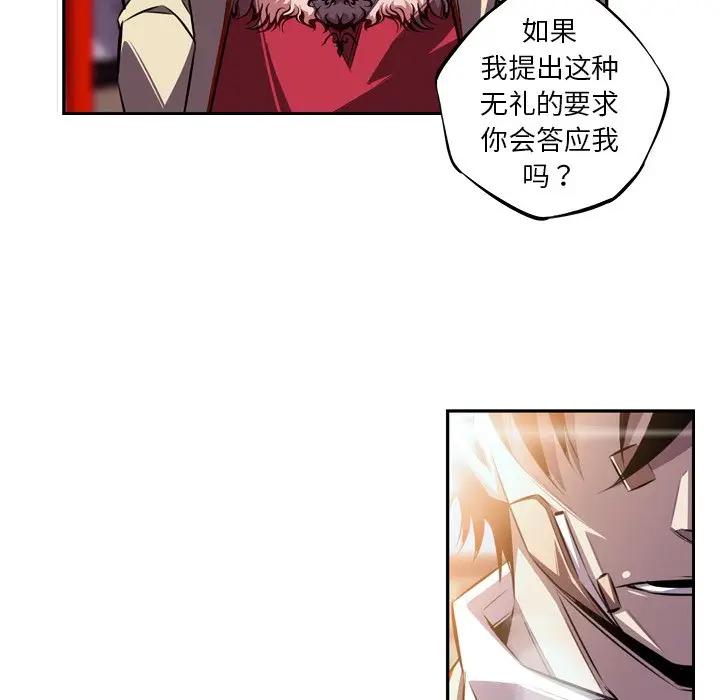 如果
我提出这种
无礼的要求
你会答应我
吗？